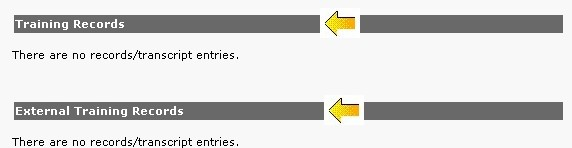 Training Records
There are no records/transcript entries.
External Training Records
There are no records/transcript entries.